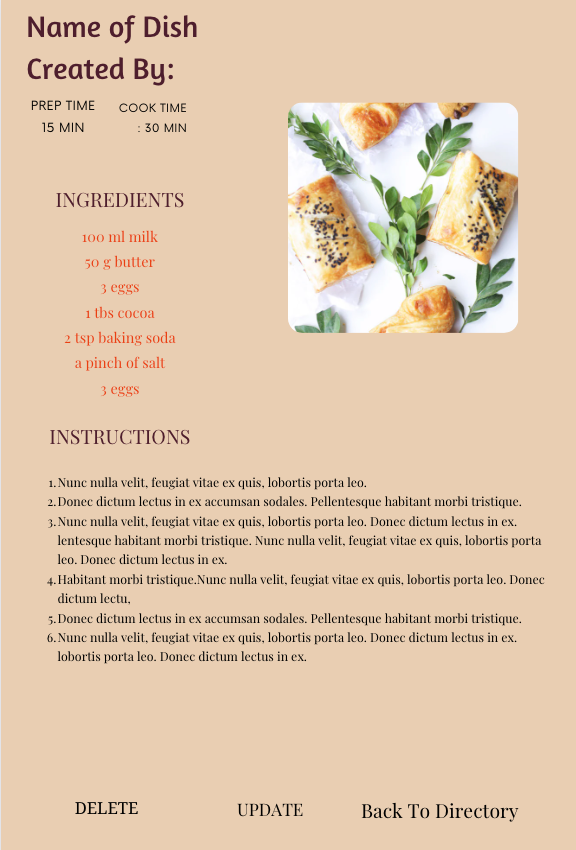 Name of Dish
Created By:
PREP TIME
15 MIN
COOK TIME
: 30 MIN
INGREDIENTS
100 ml milk
50 g butter
3 eggs
1 tbs cocoa
2 tsp baking soda
a pinch of salt
3 eggs
INSTRUCTIONS
1. Nunc nulla velit, feugiat vitae ex quis, lobortis porta leo.
2. Donec dictum lectus in ex accumsan sodales. Pellentesque habitant morbi tristique.
3. Nunc nulla velit, feugiat vitae ex quis, lobortis porta leo. Donec dictum lectus in ex.
lentesque habitant morbi tristique. Nunc nulla velit, feugiat vitae ex quis, lobortis porta
leo. Donec dictum lectus in ex.
4. Habitant morbi tristique.Nunc nulla velit, feugiat vitae ex quis, lobortis porta leo. Donec
dictum lectu,
5. Donec dictum lectus in ex accumsan sodales. Pellentesque habitant morbi tristique.
6. Nunc nulla velit, feugiat vitae ex quis, lobortis porta leo. Donec dictum lectus in ex.
lobortis porta leo. Donec dictum lectus in ex.
DELETE
UPDATE
Back To Directory